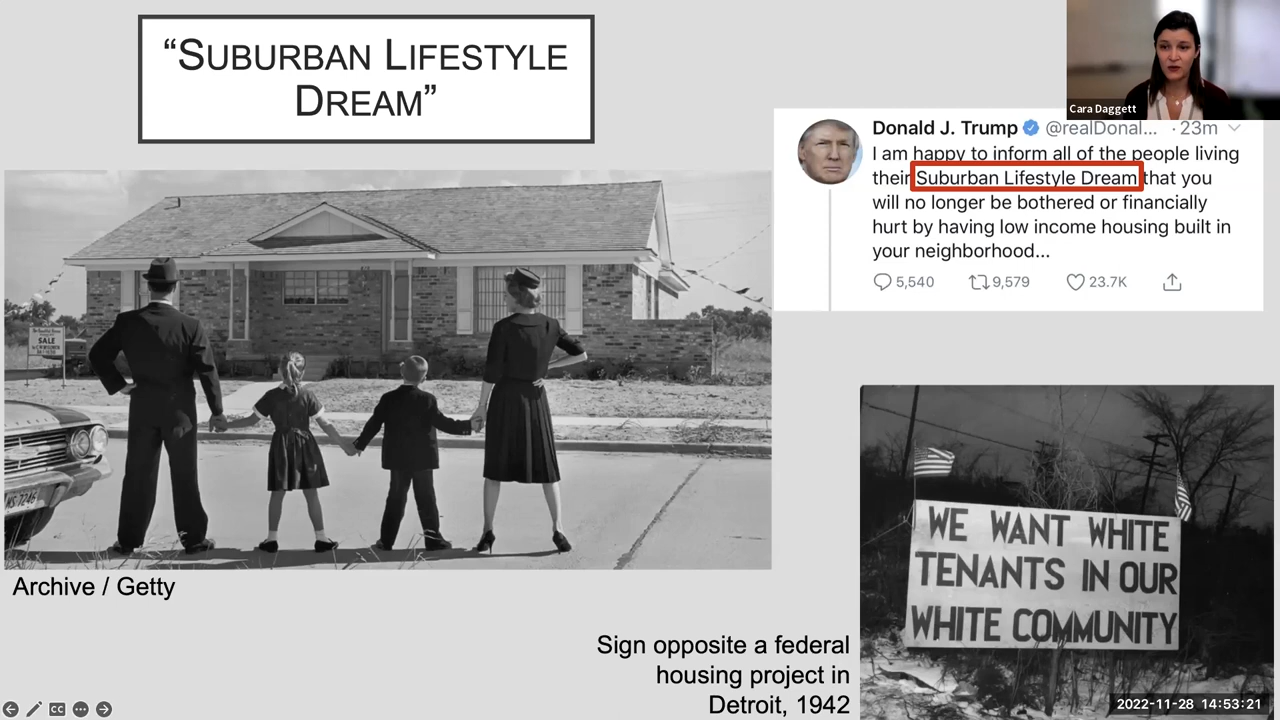 “SUBURBAN LIFESTYLE
DREAM”
Cara Daggett
Donald J. Trump @realDonal... · 23m
I am happy to inform all of the people living
their Suburban Lifestyle Dream that you
will no longer be bothered or financially
hurt by having low income housing built in
your neighborhood...
5,540 9,579 23.7K
SALE
Archive / Getty
WE WANT WHITE
TENANTS IN OUR
WHITE COMMUNITY
Sign opposite a federal
housing project in
Detroit, 1942
CC
2022-11-28 14:53:21